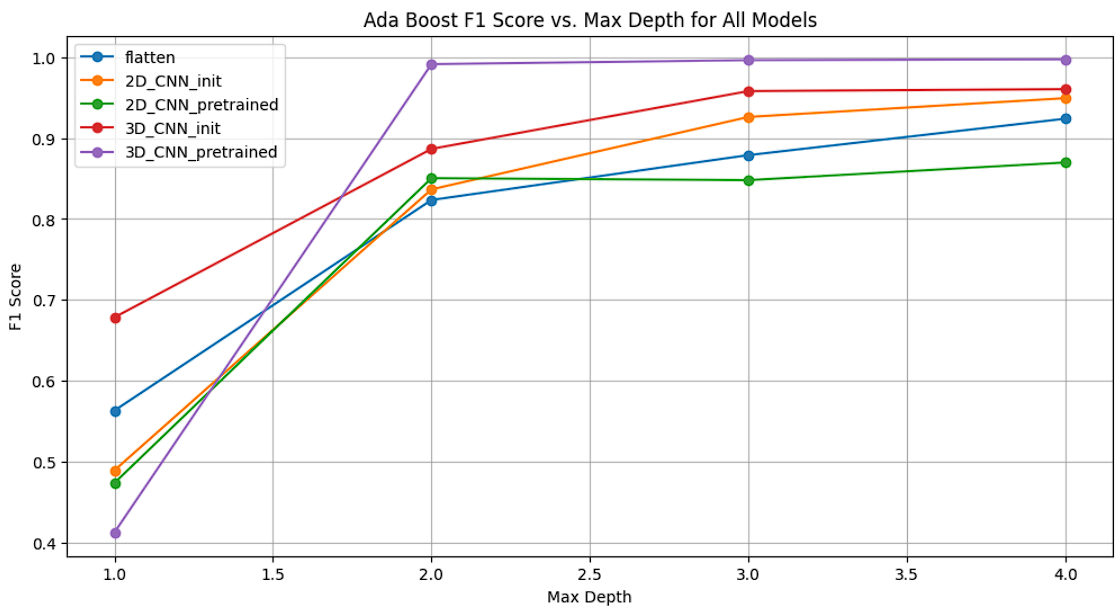 Ada Boost F1 Score vs. Max Depth for All Models
flatten
2D_CNN_init
2D_CNN_pretrained
3D_CNN_init
3D_CNN_pretrained
F1 Score
1.0
0.9
0.8
0.7
0.6
0.5
0.4
1.0 1.5 2.0 2.5 3.0 3.5 4.0
Max Depth